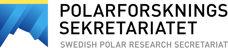 POLARFORSKNINGS
SEKRETARIATET
SWEDISH POLAR RESEARCH SECRETARIAT